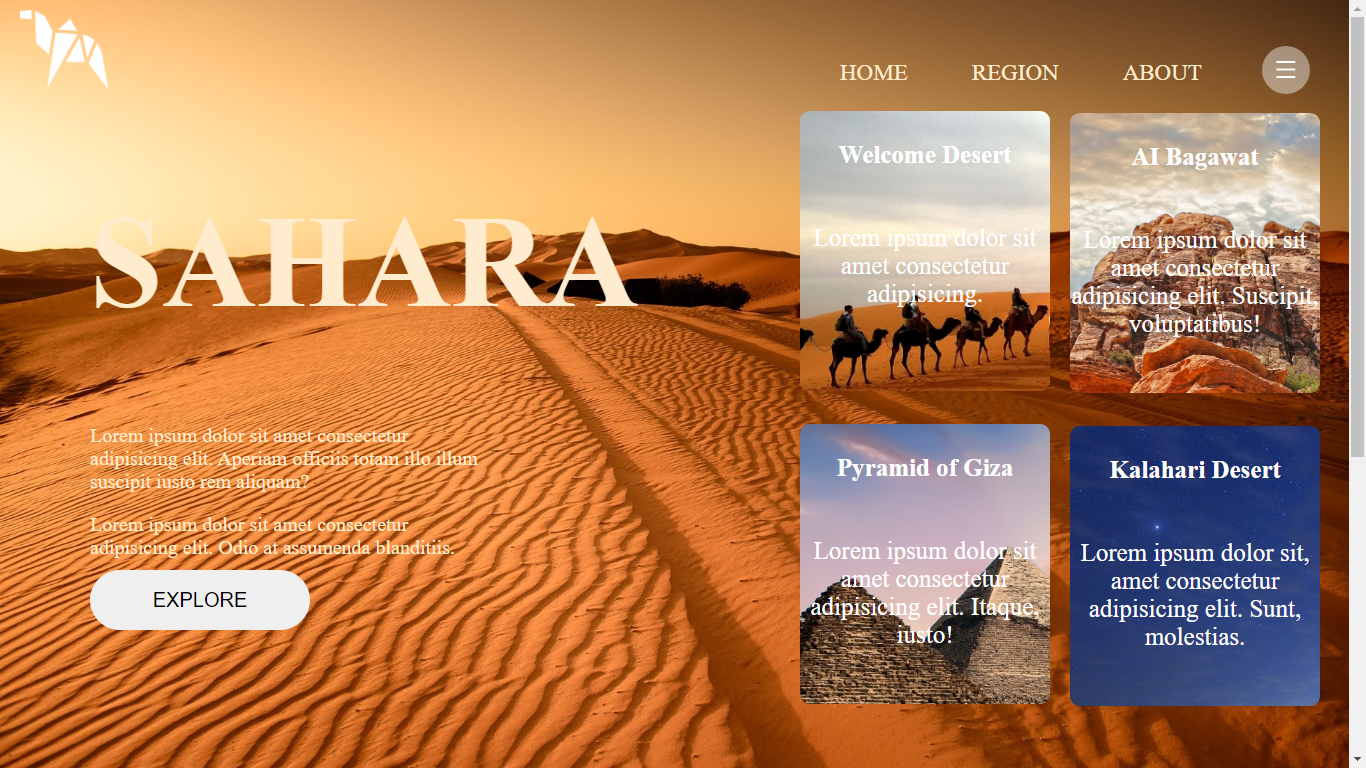 HOME REGION ABOUT
SAHARA
Lorem ipsum dolor sit amet consectetur
adipisicing elit. Aperiam officiis totam illo illum
suscipit iusto rem aliquam?
Lorem ipsum dolor sit amet consectetur
adipisicing elit. Odio at assumenda blanditiis.
EXPLORE
Welcome Desert
Lorem ipsum dolor sit
amet consectetur
adipisicing.
AI Bagawat
Lorem ipsum dolor sit
amet consectetur
adipisicing elit. Suscipit,
voluptatibus!
Pyramid of Giza
Lorem ipsum dolor sit
amet consectetur
adipisicing elit. Itaque,
iusto!
Kalahari Desert
Lorem ipsum dolor sit,
amet consectetur
adipisicing elit. Sunt,
molestias.